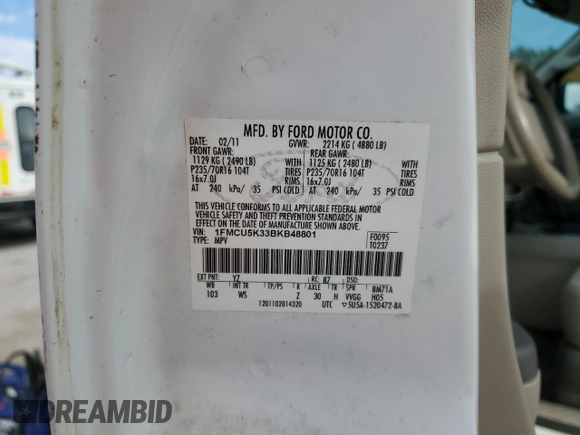 MFD. BY FORD MOTOR CO.
DATE: 02/11 GVWR: 2214 KG ( 4880 LB)
FRONT GAWR: REAR GAWR:
1129 KG ( 2490 LB) WITH 1125 KG ( 2480 LB) WITH
P235/70R16 104T TIRES P235/70R16 104T TIRES
16x7.0J RIMS 16x7.0J RIMS
AT 240 kPa/ 35 PSI COLD AT 240 kPa/ 35 PSI COLD
THIS VEHICLE CONFORMS TO ALL APPLICABLE FEDERAL MOTOR
VEHICLE SAFETY AND THEFT PREVENTION STANDARDS IN
EFFECT ON THE DATE OF MANUFACTURE SHOWN ABOVE.
VIN: 1FMCU5K33BKB48801 F0095
TYPE: MPV T0237
EXT PNT: YZ RC: B7 DSO:
WB INT TR TP/PS R AXLE TR SPR BM71A
103 WS Z 30 H VVGG H05
1201102014320 UTC ▽5U5A-1520472-BA
DREAMBID